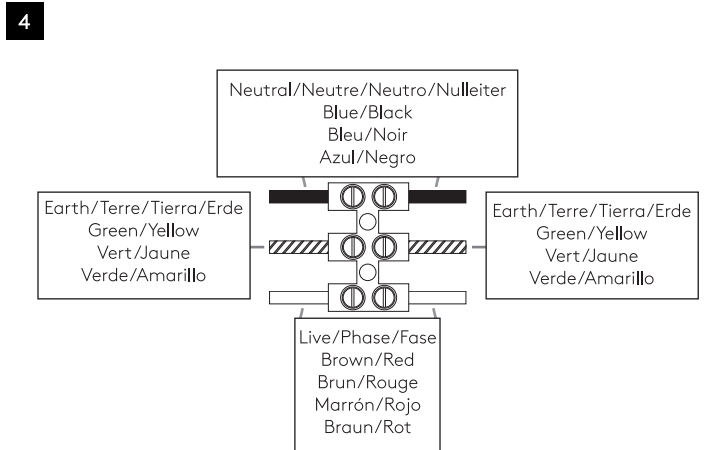 4
Neutral/Neutre/Neutro/Nulleiter
Blue/Black
Bleu/Noir
Azul/Negro
Earth/Terre/Tierra/Erde
Green/Yellow
Vert/Jaune
Verde/Amarillo
Earth/Terre/Tierra/Erde
Green/Yellow
Vert/Jaune
Verde/Amarillo
Live/Phase/Fase
Brown/Red
Brun/Rouge
Marrón/Rojo
Braun/Rot